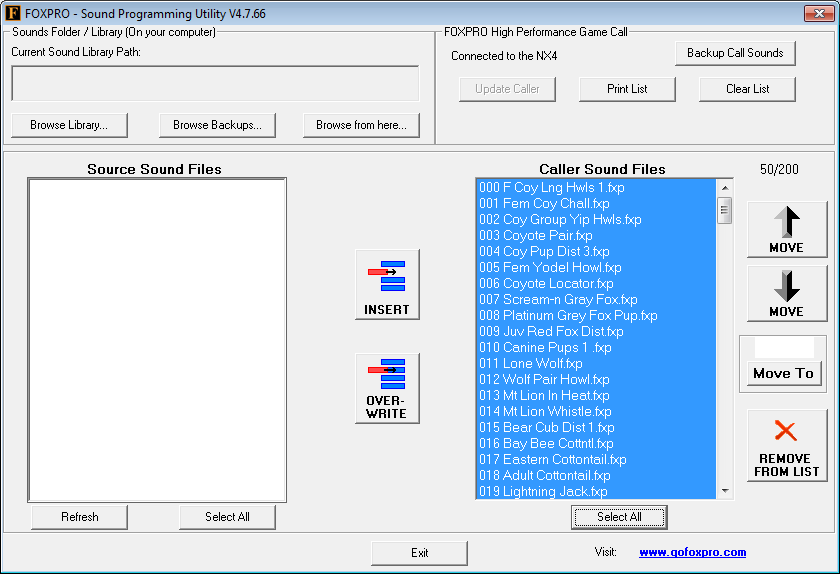 FOXPRO - Sound Programming Utility V4.7.66
Sounds Folder / Library (On your computer)
Current Sound Library Path:
Browse Library...
Browse Backups...
Browse from here...
FOXPRO High Performance Game Call
Connected to the NX4
Backup Call Sounds
Update Caller
Print List
Clear List
Source Sound Files
Refresh
Select All
INSERT
OVER-
WRITE
Caller Sound Files
50/200
000 F Coy Lng Hwls 1.fxp
001 Fem Coy Chall.fxp
002 Coy Group Yip Hwls.fxp
003 Coyote Pair.fxp
004 Coy Pup Dist 3.fxp
005 Fem Yodel Howl.fxp
006 Coyote Locator.fxp
007 Scream-n Gray Fox.fxp
008 Platinum Grey Fox Pup.fxp
009 Juv Red Fox Dist.fxp
010 Canine Pups 1 .fxp
011 Lone Wolf.fxp
012 Wolf Pair Howl.fxp
013 Mt Lion In Heat.fxp
014 Mt Lion Whistle.fxp
015 Bear Cub Dist 1.fxp
016 Bay Bee Cottntl.fxp
017 Eastern Cottontail.fxp
018 Adult Cottontail.fxp
019 Lightning Jack.fxp
Select All
MOVE
MOVE
Move To
REMOVE
FROM LIST
Exit
Visit:
www.gofoxpro.com